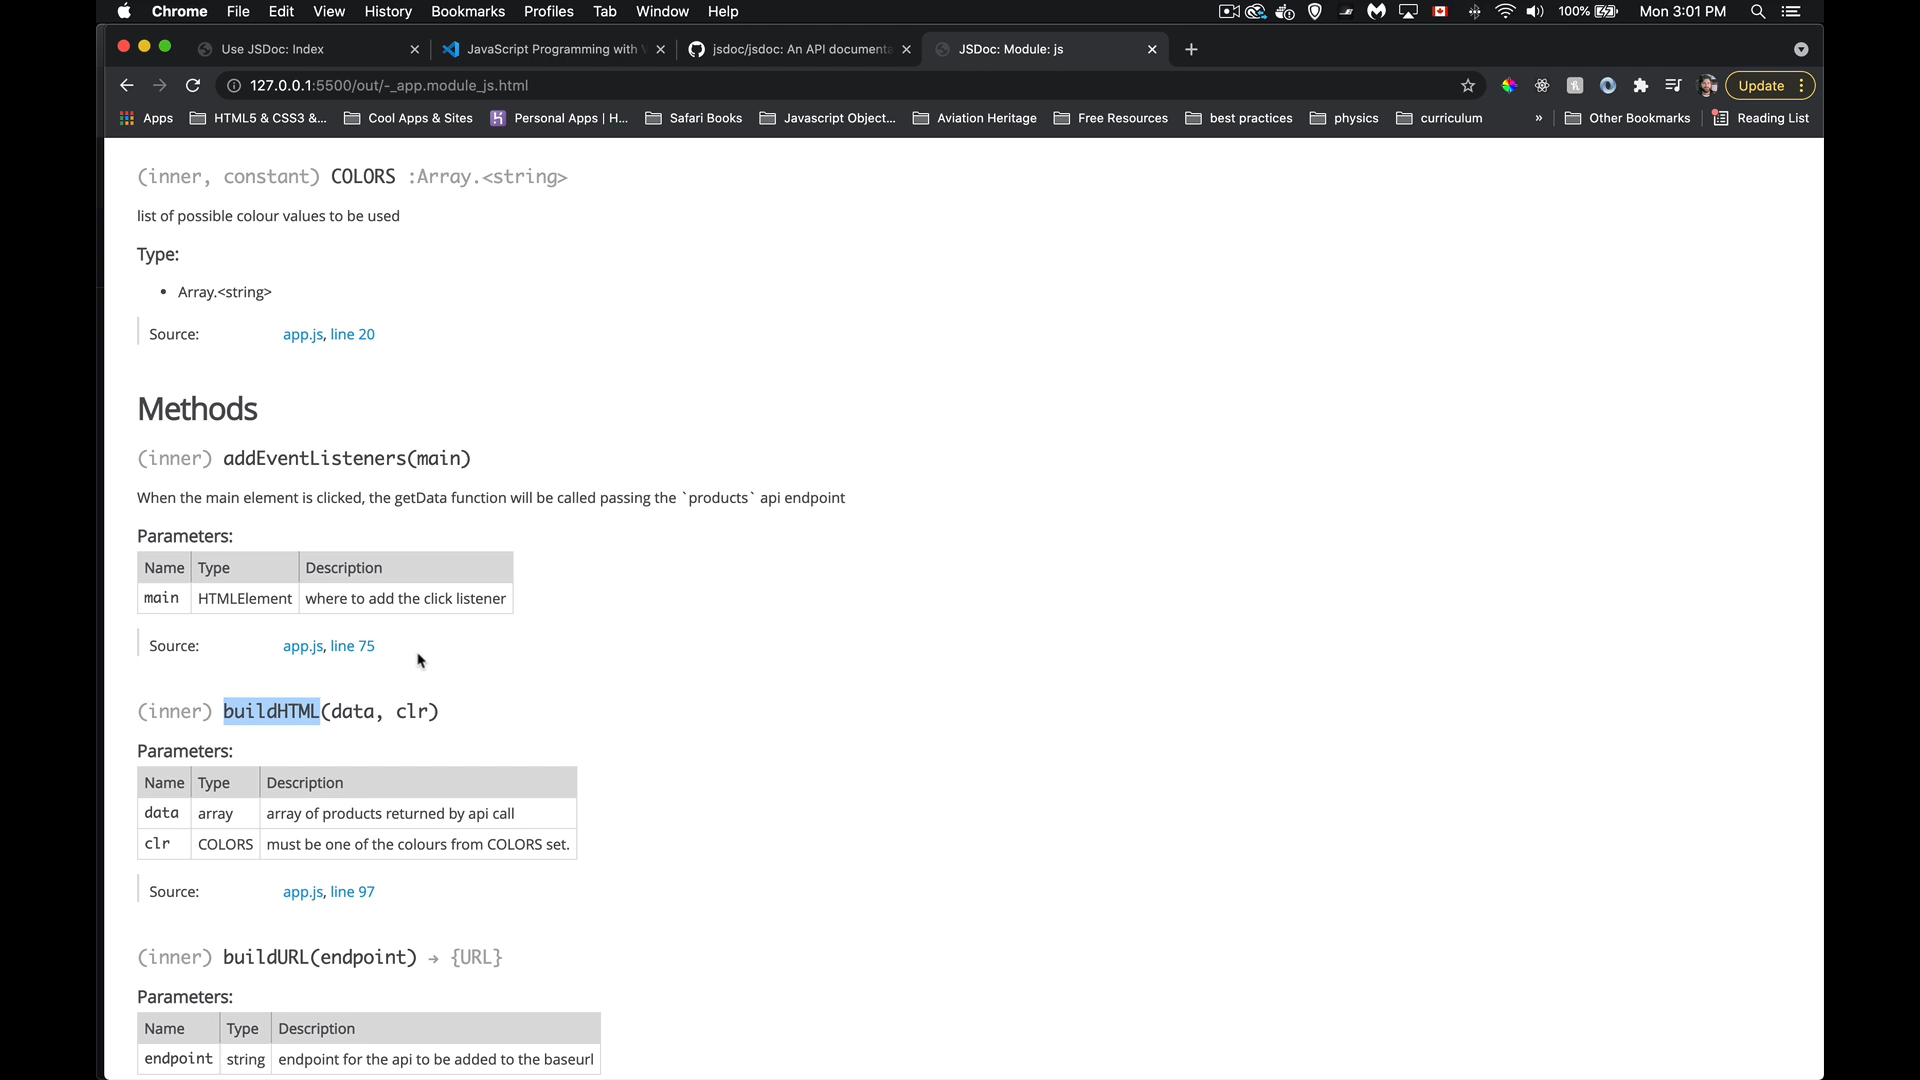 Chrome File Edit View History Bookmarks Profiles Tab Window Help 100% Mon 3:01 PM
Use JSDoc: Index JavaScript Programming with jsdoc/jsdoc: An API documenta JSDoc: Module: js
127.0.0.1:5500/out/-_app.module_js.html Update
Apps HTML5 & CSS3 &... Cool Apps & Sites Personal Apps | H... Safari Books Javascript Object... Aviation Heritage Free Resources best practices physics curriculum » Other Bookmarks Reading List
(inner, constant) COLORS :Array.<string>
list of possible colour values to be used
Type:
• Array.<string>
Source: app.js, line 20
Methods
(inner) addEventListeners(main)
When the main element is clicked, the getData function will be called passing the `products` api endpoint
Parameters:
Name Type Description
main HTMLElement where to add the click listener
Source: app.js, line 75
(inner) buildHTML(data, clr)
Parameters:
Name Type Description
data array array of products returned by api call
clr COLORS must be one of the colours from COLORS set.
Source: app.js, line 97
(inner) buildURL(endpoint) → {URL}
Parameters:
Name Type Description
endpoint string endpoint for the api to be added to the baseurl